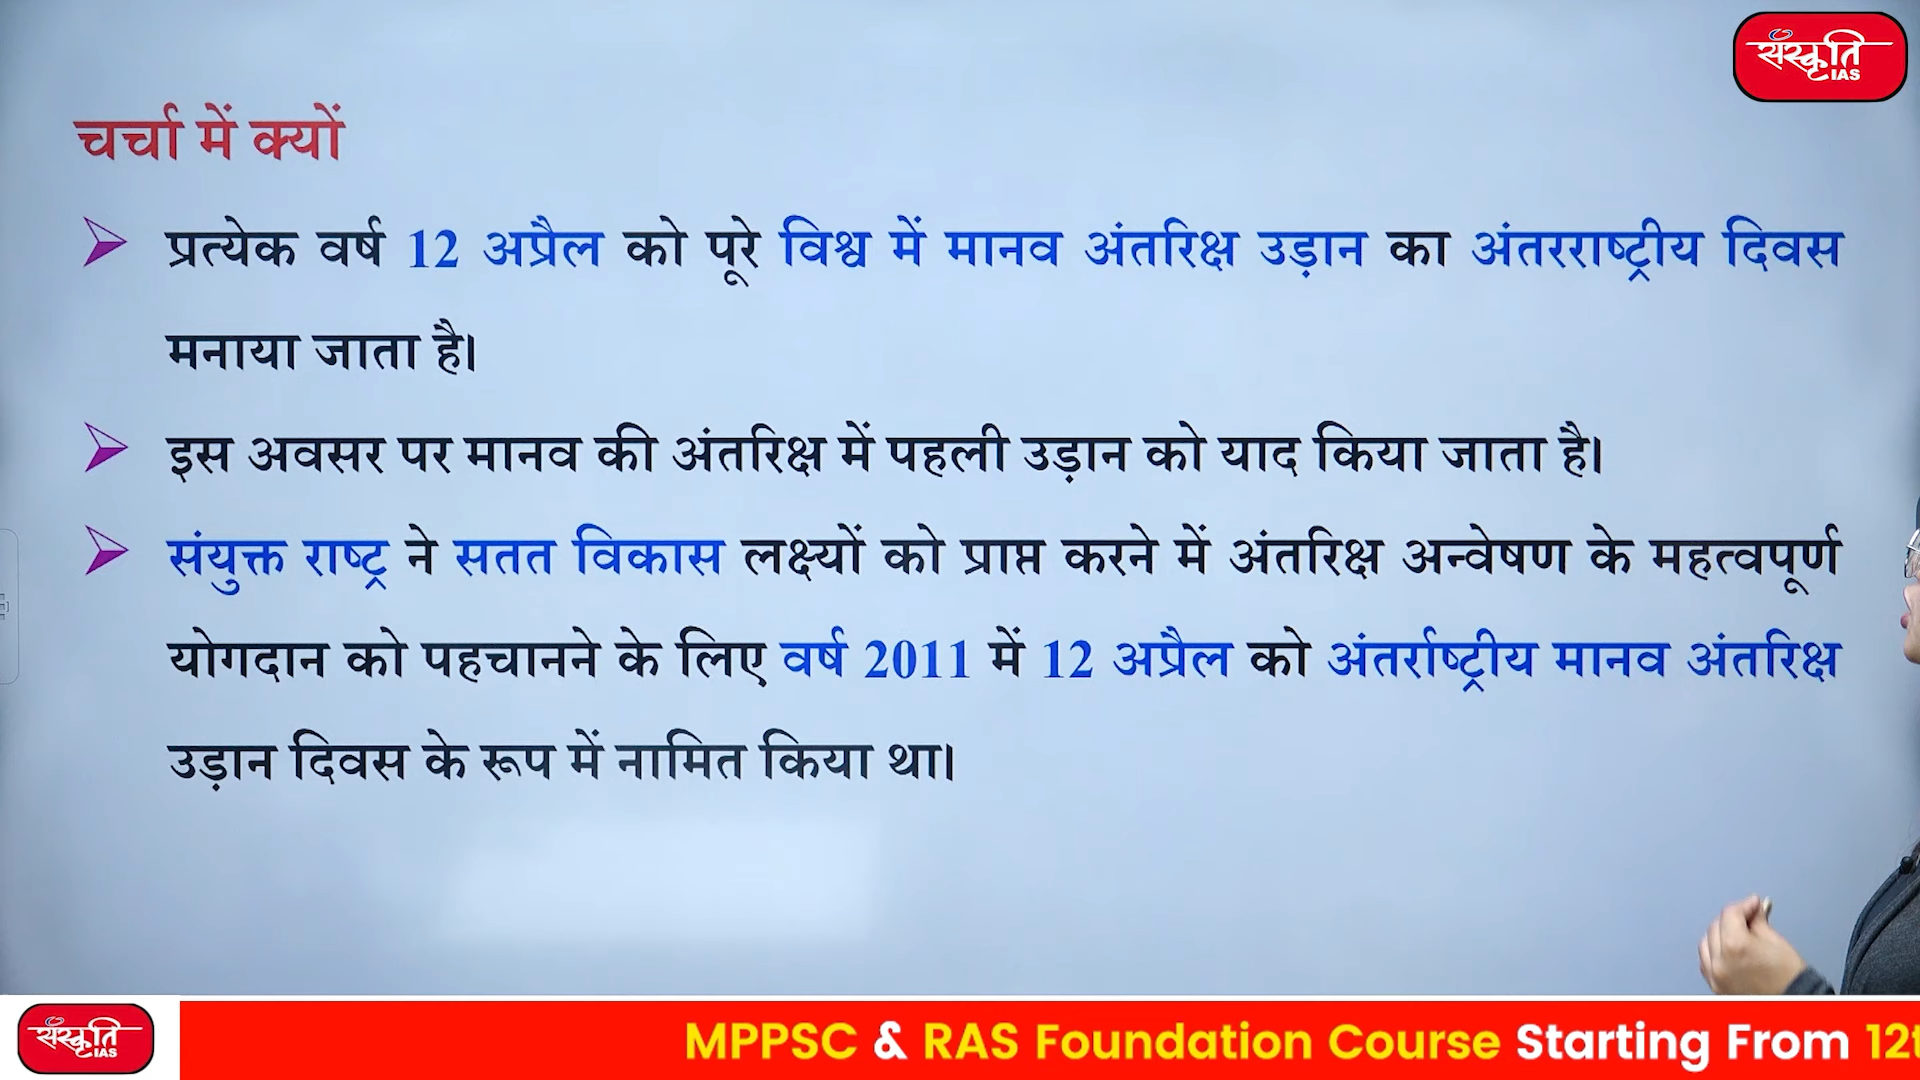 संस्कृति
IAS
चर्चा में क्यों
प्रत्येक वर्ष 12 अप्रैल को पूरे विश्व में मानव अंतरिक्ष उड़ान का अंतरराष्ट्रीय दिवस
मनाया जाता है।
इस अवसर पर मानव की अंतरिक्ष में पहली उड़ान को याद किया जाता है।
संयुक्त राष्ट्र ने सतत विकास लक्ष्यों को प्राप्त करने में अंतरिक्ष अन्वेषण के महत्वपूर्ण
योगदान को पहचानने के लिए वर्ष 2011 में 12 अप्रैल को अंतर्राष्ट्रीय मानव अंतरिक्ष
उड़ान दिवस के रूप में नामित किया था।
संस्कृति
IAS
MPPSC & RAS Foundation Course Starting From 12t